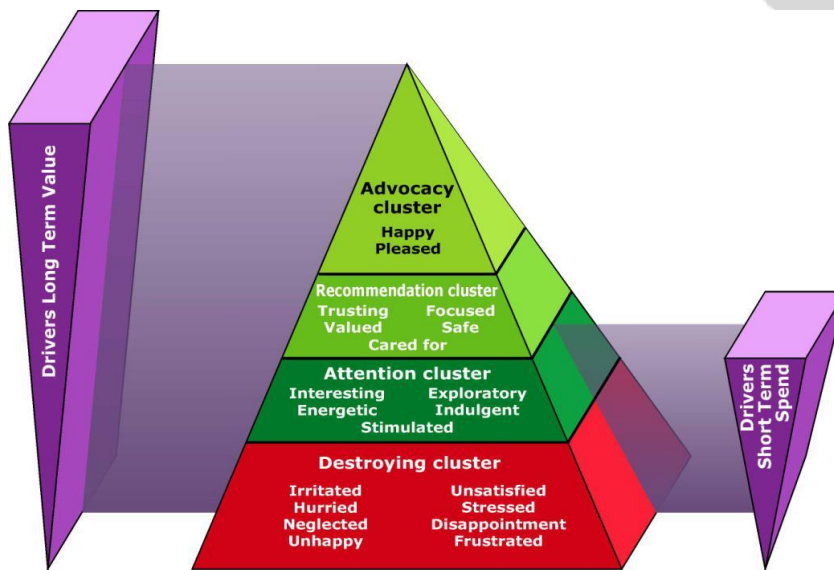 Drivers Long Term Value
Advocacy
cluster
Happy
Pleased
Recommendation cluster
Trusting Focused
Valued Safe
Cared for
Attention cluster
Interesting Exploratory
Energetic Indulgent
Stimulated
Destroying cluster
Irritated Unsatisfied
Hurried Stressed
Neglected Disappointment
Unhappy Frustrated
Drivers
Short Term
Spend